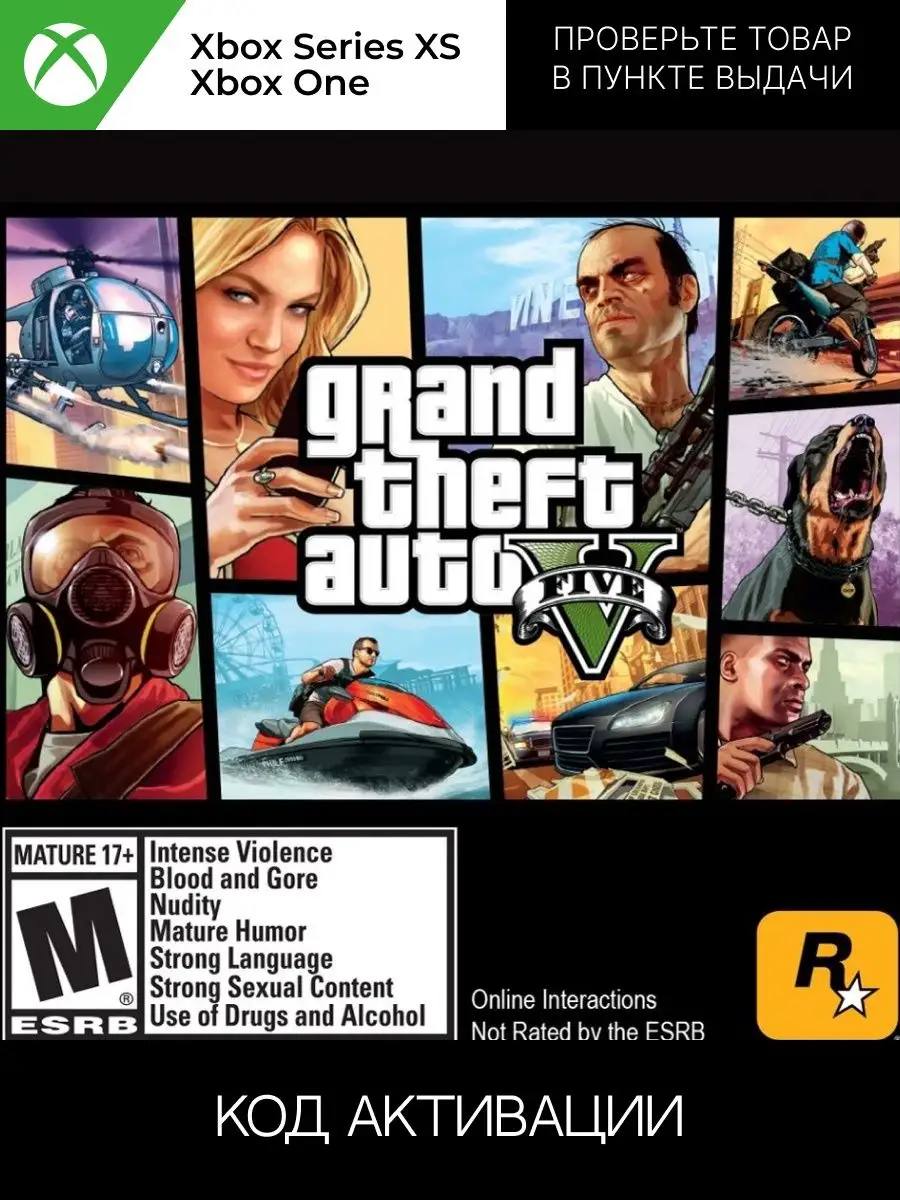 Xbox Series XS
Xbox One
ПРОВЕРЬТЕ ТОВАР
В ПУНКТЕ ВЫДАЧИ
VINE
grand
theft
auto V
FIVE
MATURE 17+
M
®
ESRB
Intense Violence
Blood and Gore
Nudity
Mature Humor
Strong Language
Strong Sexual Content
Use of Drugs and Alcohol
Online Interactions
Not Rated by the ESRB
R
КОД АКТИВАЦИИ